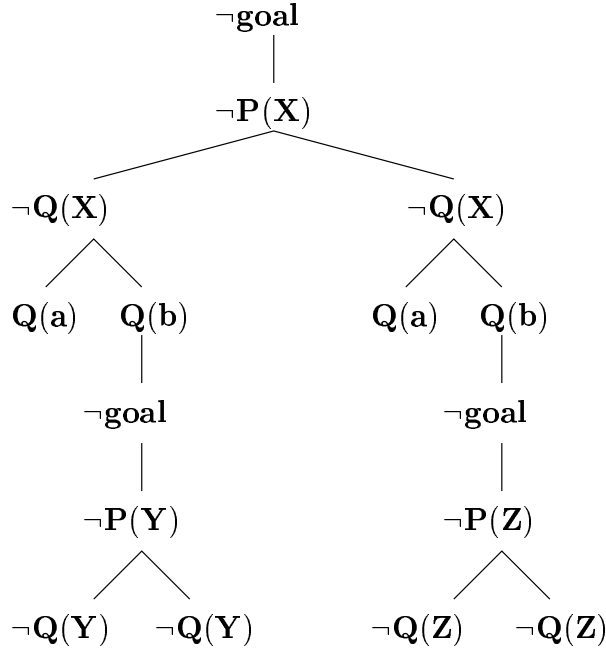 ¬goal
¬P(X)
¬Q(X) ¬Q(X)
Q(a) Q(b) Q(a) Q(b)
¬goal ¬goal
¬P(Y) ¬P(Z)
¬Q(Y) ¬Q(Y) ¬Q(Z) ¬Q(Z)